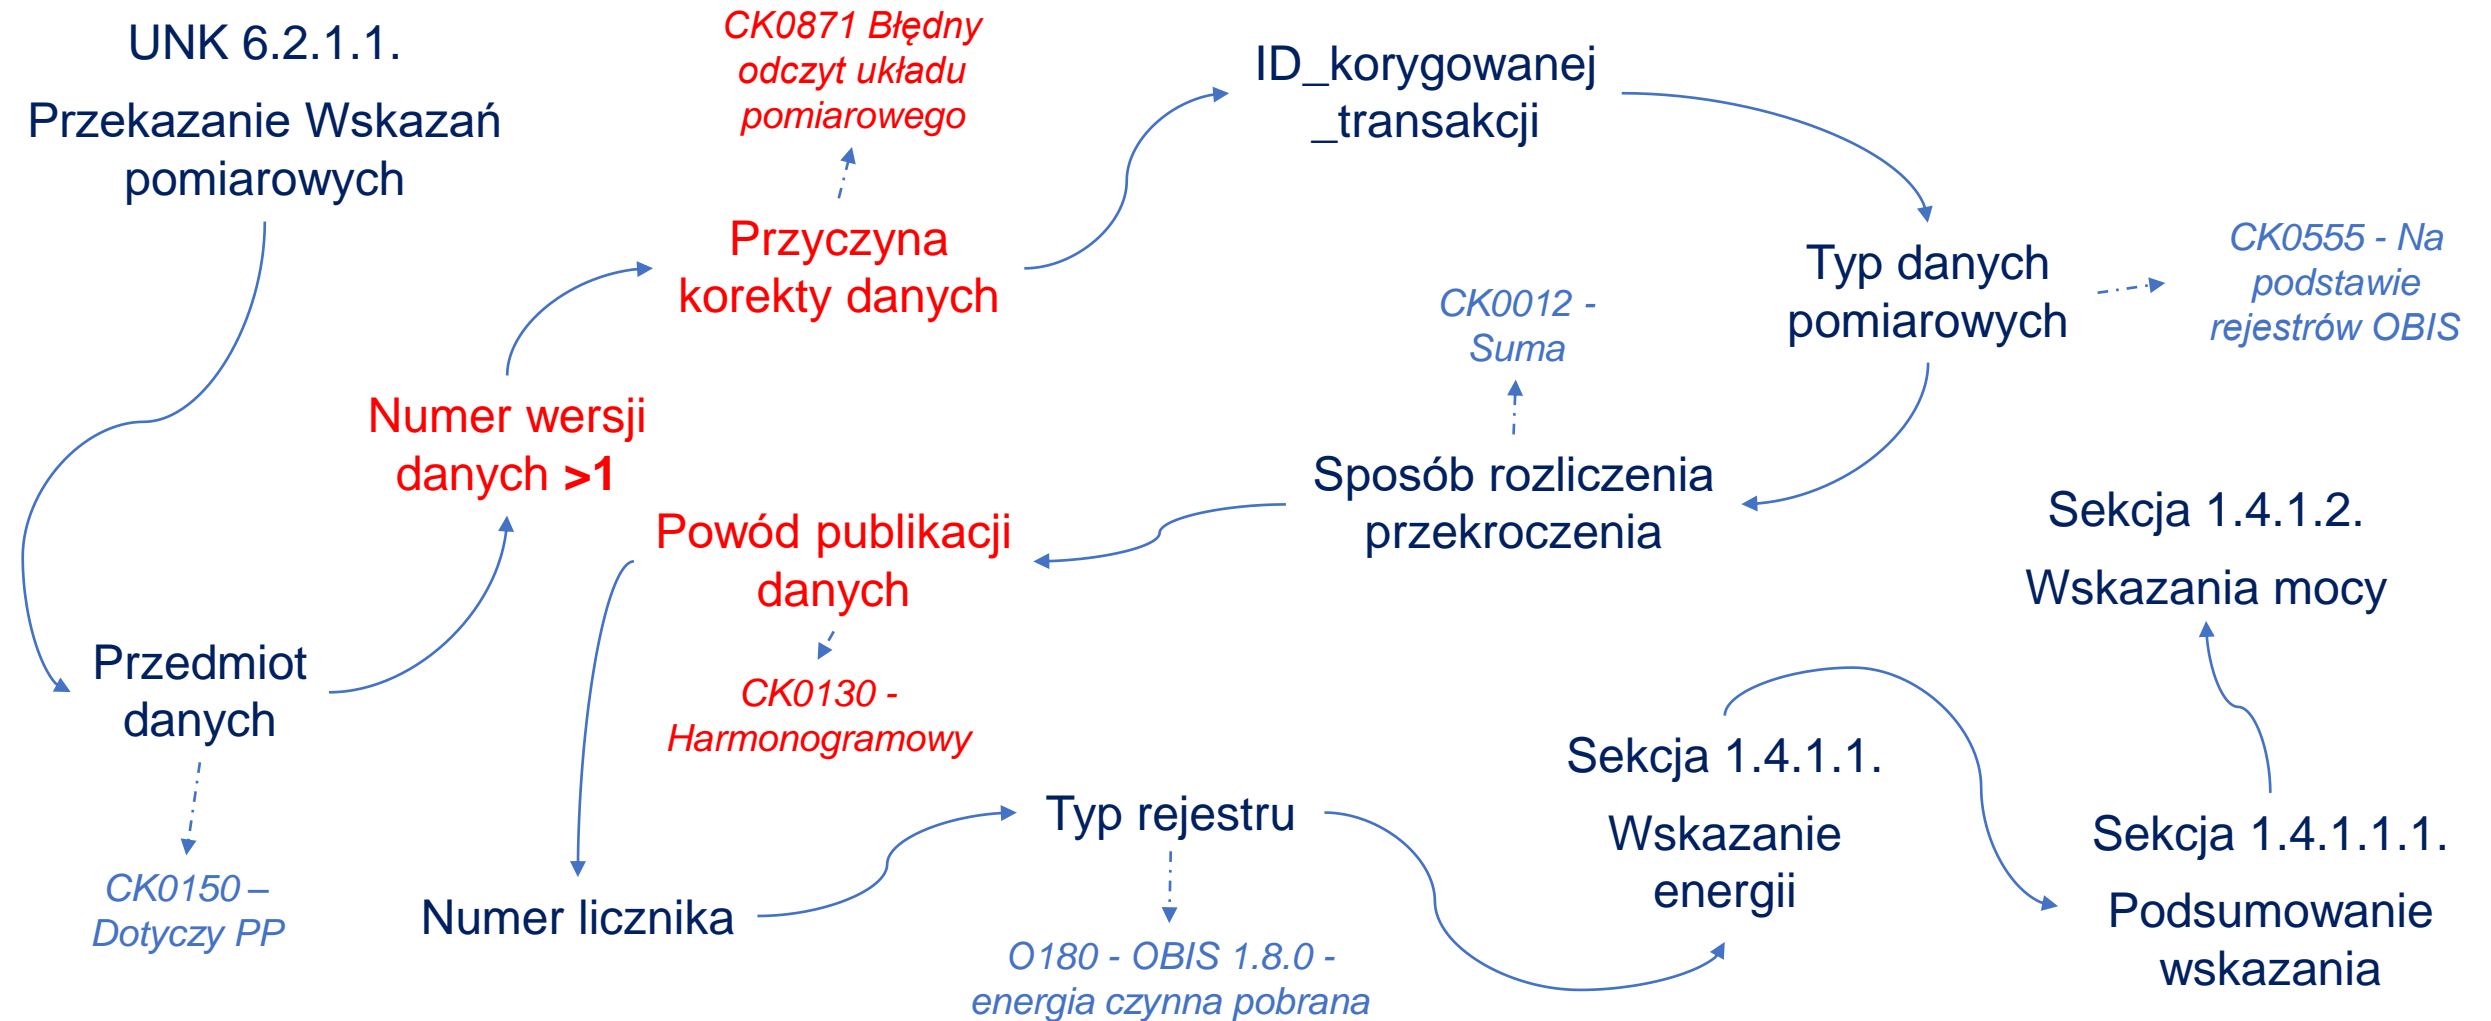 UNK 6.2.1.1.
Przekazanie Wskazań
pomiarowych
Przedmiot
danych
CK0150 –
Dotyczy PP
Numer wersji
danych >1
Przyczyna
korekty danych
CK0871 Błędny
odczyt układu
pomiarowego
ID_korygowanej
_transakcji
Typ danych
pomiarowych
CK0555 - Na
podstawie
rejestrów OBIS
Sposób rozliczenia
przekroczenia
CK0012 -
Suma
Powód publikacji
danych
CK0130 -
Harmonogramowy
Numer licznika
Typ rejestru
O180 - OBIS 1.8.0 -
energia czynna pobrana
Sekcja 1.4.1.1.
Wskazanie
energii
Sekcja 1.4.1.1.1.
Podsumowanie
wskazania
Sekcja 1.4.1.2.
Wskazania mocy